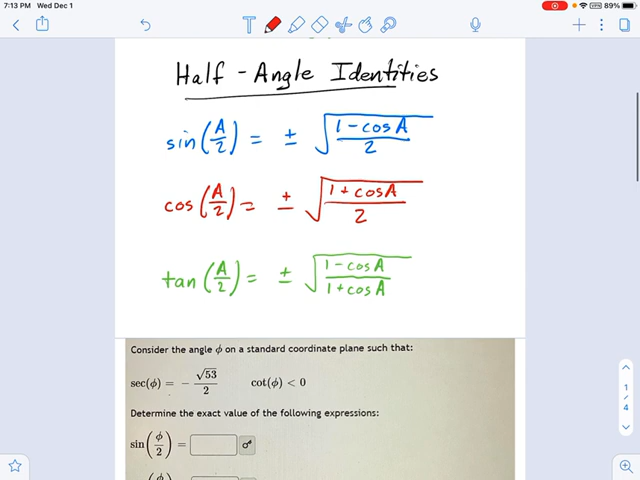 7:13 PM Wed Dec 1
89%
Half - Angle Identities
sin(A/2) = ± √((1 - cos A)/2)
cos(A/2) = ± √((1 + cos A)/2)
tan(A/2) = ± √((1 - cos A)/(1 + cos A))
Consider the angle ϕ on a standard coordinate plane such that:
sec(ϕ) = - √53/2 cot(ϕ) < 0
Determine the exact value of the following expressions:
sin(ϕ/2) =
1/4